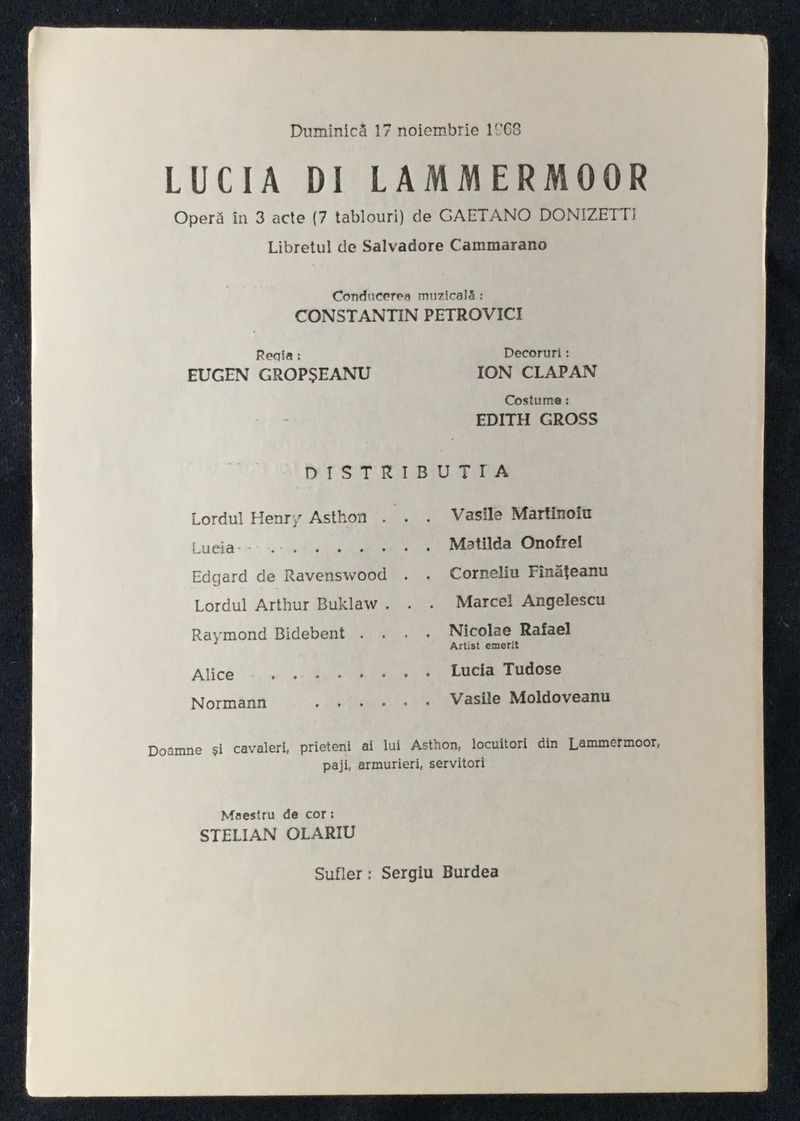 Duminică 17 noiembrie 1968
LUCIA DI LAMMERMOOR
Operă în 3 acte (7 tablouri) de GAETANO DONIZETTI
Libretul de Salvadore Cammarano
Conducerea muzicală :
CONSTANTIN PETROVICI
Regia :
EUGEN GROPȘEANU
Decoruri :
ION CLAPAN
Costume :
EDITH GROSS
DISTRIBUȚIA
Lordul Henry Asthon . . . Vasile Martinoiu
Lucia . . . . . . . . Matilda Onofrei
Edgard de Ravenswood . . Corneliu Fînățeanu
Lordul Arthur Buklaw . . . Marcel Angelescu
Raymond Bidebent . . . . Nicolae Rafael
Artist emerit
Alice . . . . . . . . Lucia Tudose
Normann . . . . . . Vasile Moldoveanu
Doamne și cavaleri, prieteni ai lui Asthon, locuitori din Lammermoor,
paji, armurieri, servitori
Maestru de cor :
STELIAN OLARIU
Sufler : Sergiu Burdea